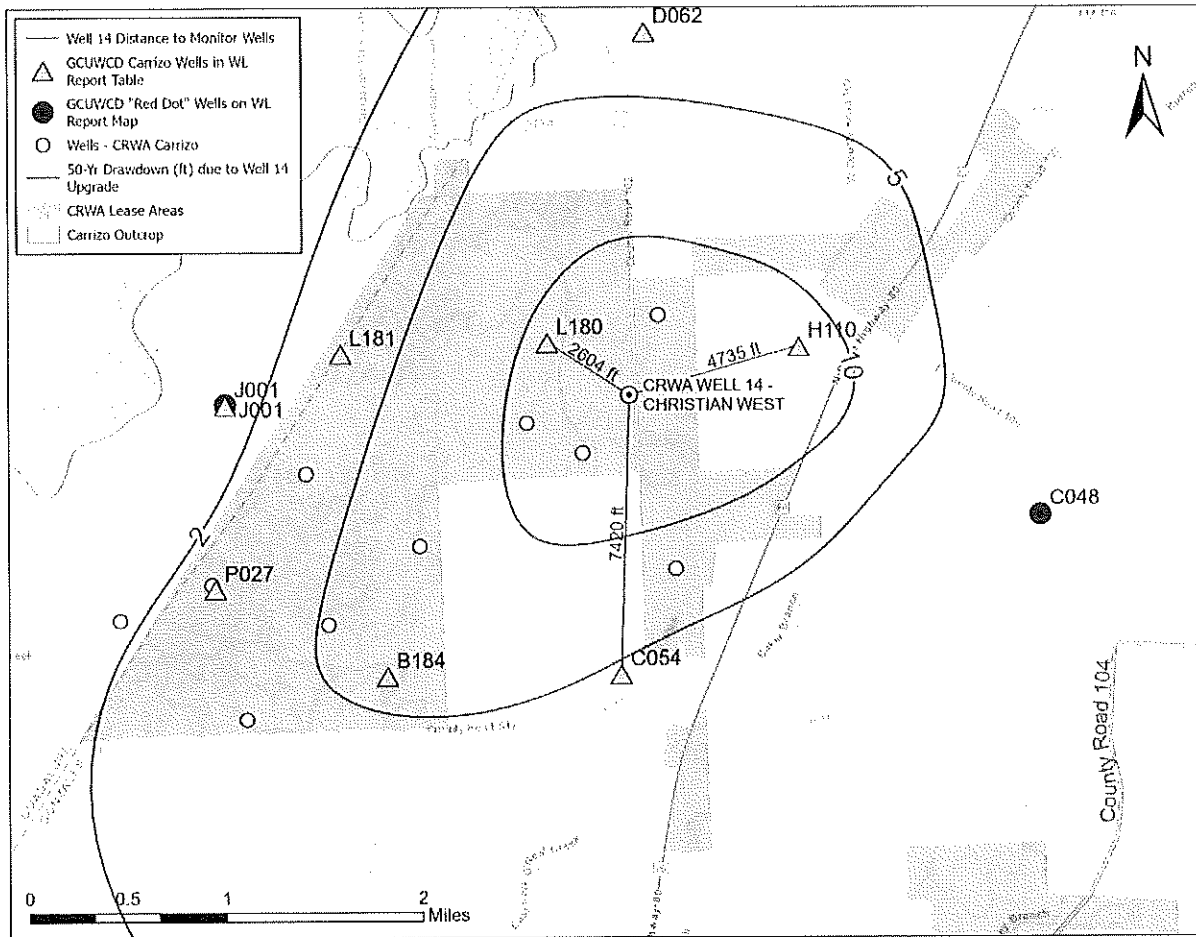 Well 14 Distance to Monitor Wells
GCUWCD Carrizo Wells in WL
Report Table
GCUWCD "Red Dot" Wells on WL
Report Map
Wells - CRWA Carrizo
50-Yr Drawdown (ft) due to Well 14
Upgrade
CRWA Lease Areas
Carrizo Outcrop
D062
N
5
L181
L180
2604 ft
H110
4735 ft
10
J001
J001
CRWA WELL 14 -
CHRISTIAN WEST
7420 ft
C048
2
P027
B184
C054
County Road 104
0
0.5
1
2
Miles